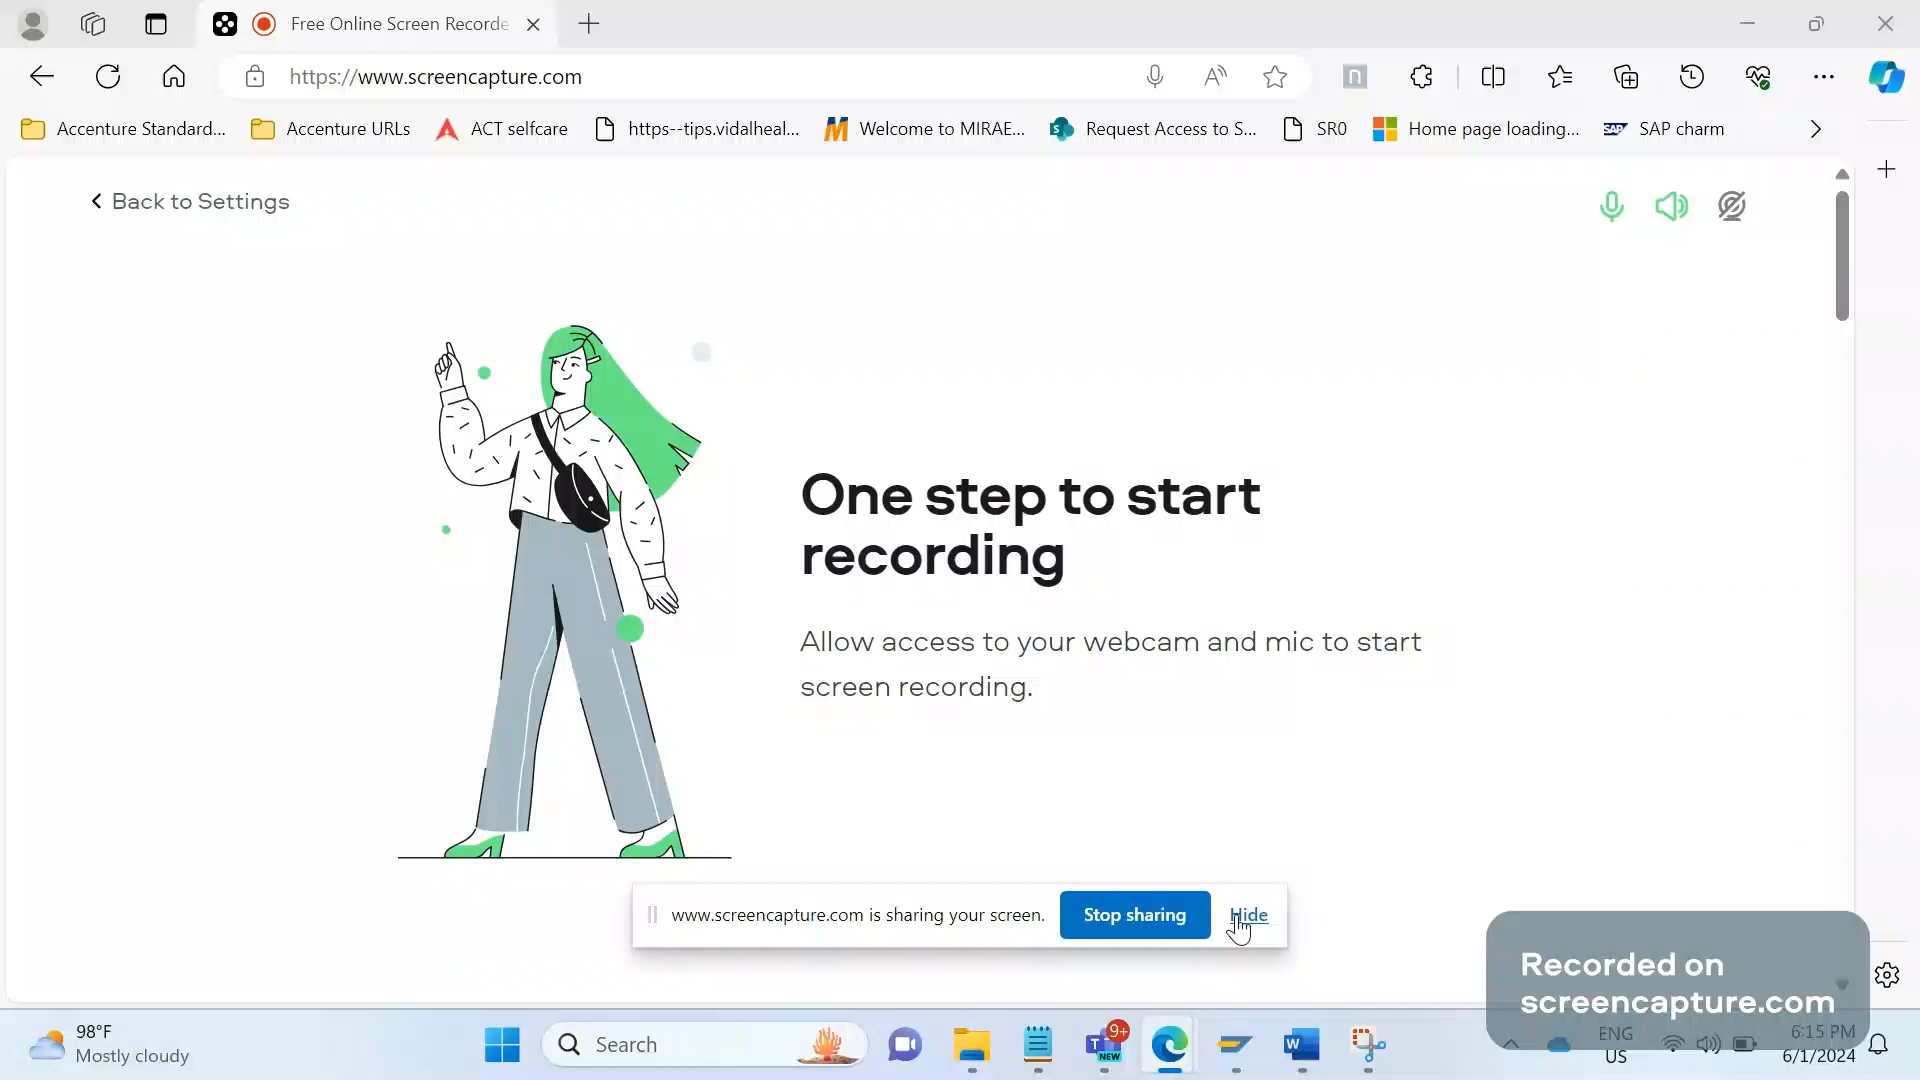 Free Online Screen Recorde
https://www.screencapture.com
Accenture Standard...
Accenture URLs
ACT selfcare
https--tips.vidalheal...
Welcome to MIRAE...
Request Access to S...
SR0
Home page loading...
SAP charm
Back to Settings
One step to start
recording
Allow access to your webcam and mic to start
screen recording.
www.screencapture.com is sharing your screen.
Stop sharing
Hide
Recorded on
screencapture.com
98°F
Mostly cloudy
Search
9+
NEW
ENG
US
6:15 PM
6/1/2024